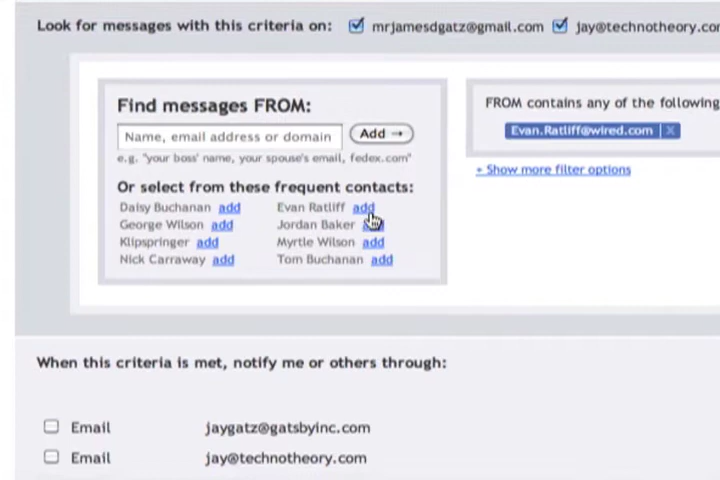 Look for messages with this criteria on: mrjamesdgatz@gmail.com jay@technotheory.cor
Find messages FROM:
Name, email address or domain Add →
e.g. "your boss' name, your spouse's email, fedex.com"
Or select from these frequent contacts:
Daisy Buchanan add Evan Ratliff add
George Wilson add Jordan Baker
Klipspringer add Myrtle Wilson add
Nick Carraway add Tom Buchanan add
FROM contains any of the following
Evan.Ratliff@wired.com | X
+ Show more filter options
When this criteria is met, notify me or others through:
Email jaygatz@gatsbyinc.com
Email jay@technotheory.com